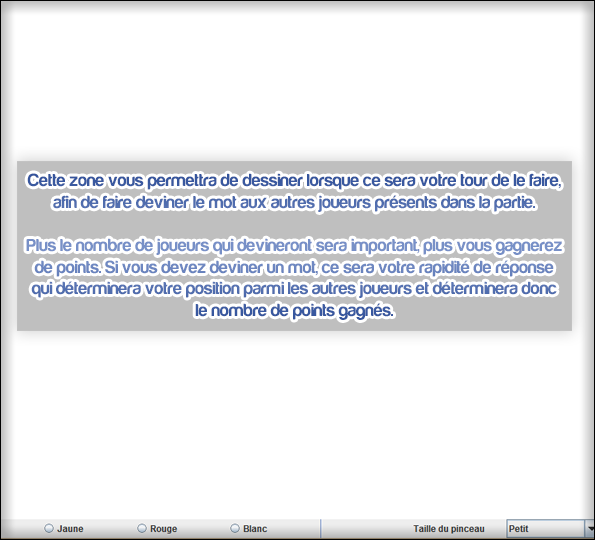 Cette zone vous permettra de dessiner lorsque ce sera votre tour de le faire,
afin de faire deviner le mot aux autres joueurs présents dans la partie.
Plus le nombre de joueurs qui devineront sera important, plus vous gagnerez
de points. Si vous devez deviner un mot, ce sera votre rapidité de réponse
qui déterminera votre position parmi les autres joueurs et déterminera donc
le nombre de points gagnés.
Jaune Rouge Blanc Taille du pinceau Petit